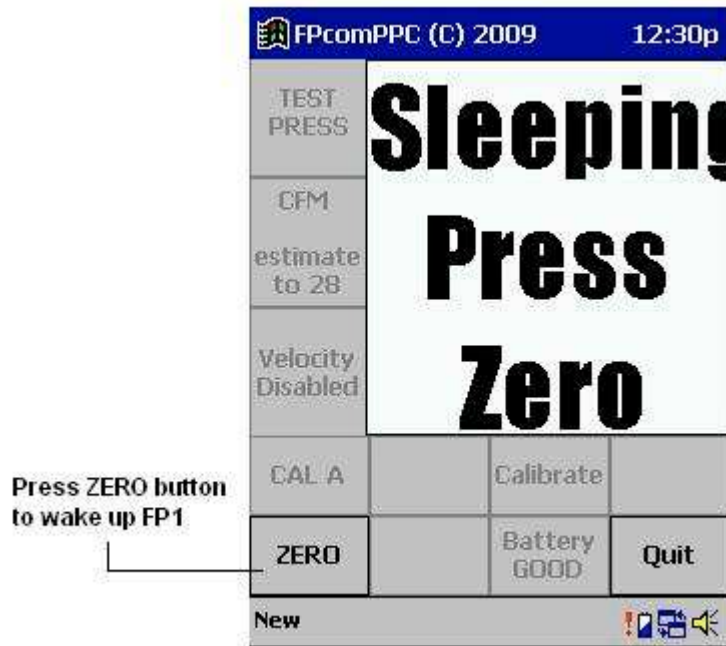 FPcomPPC (C) 2009 12:30p
TEST
PRESS
Sleeping
Press
Zero
CFM
estimate
to 28
Velocity
Disabled
CAL A
Calibrate
Press ZERO button
to wake up FP1
ZERO
Battery
GOOD
Quit
New